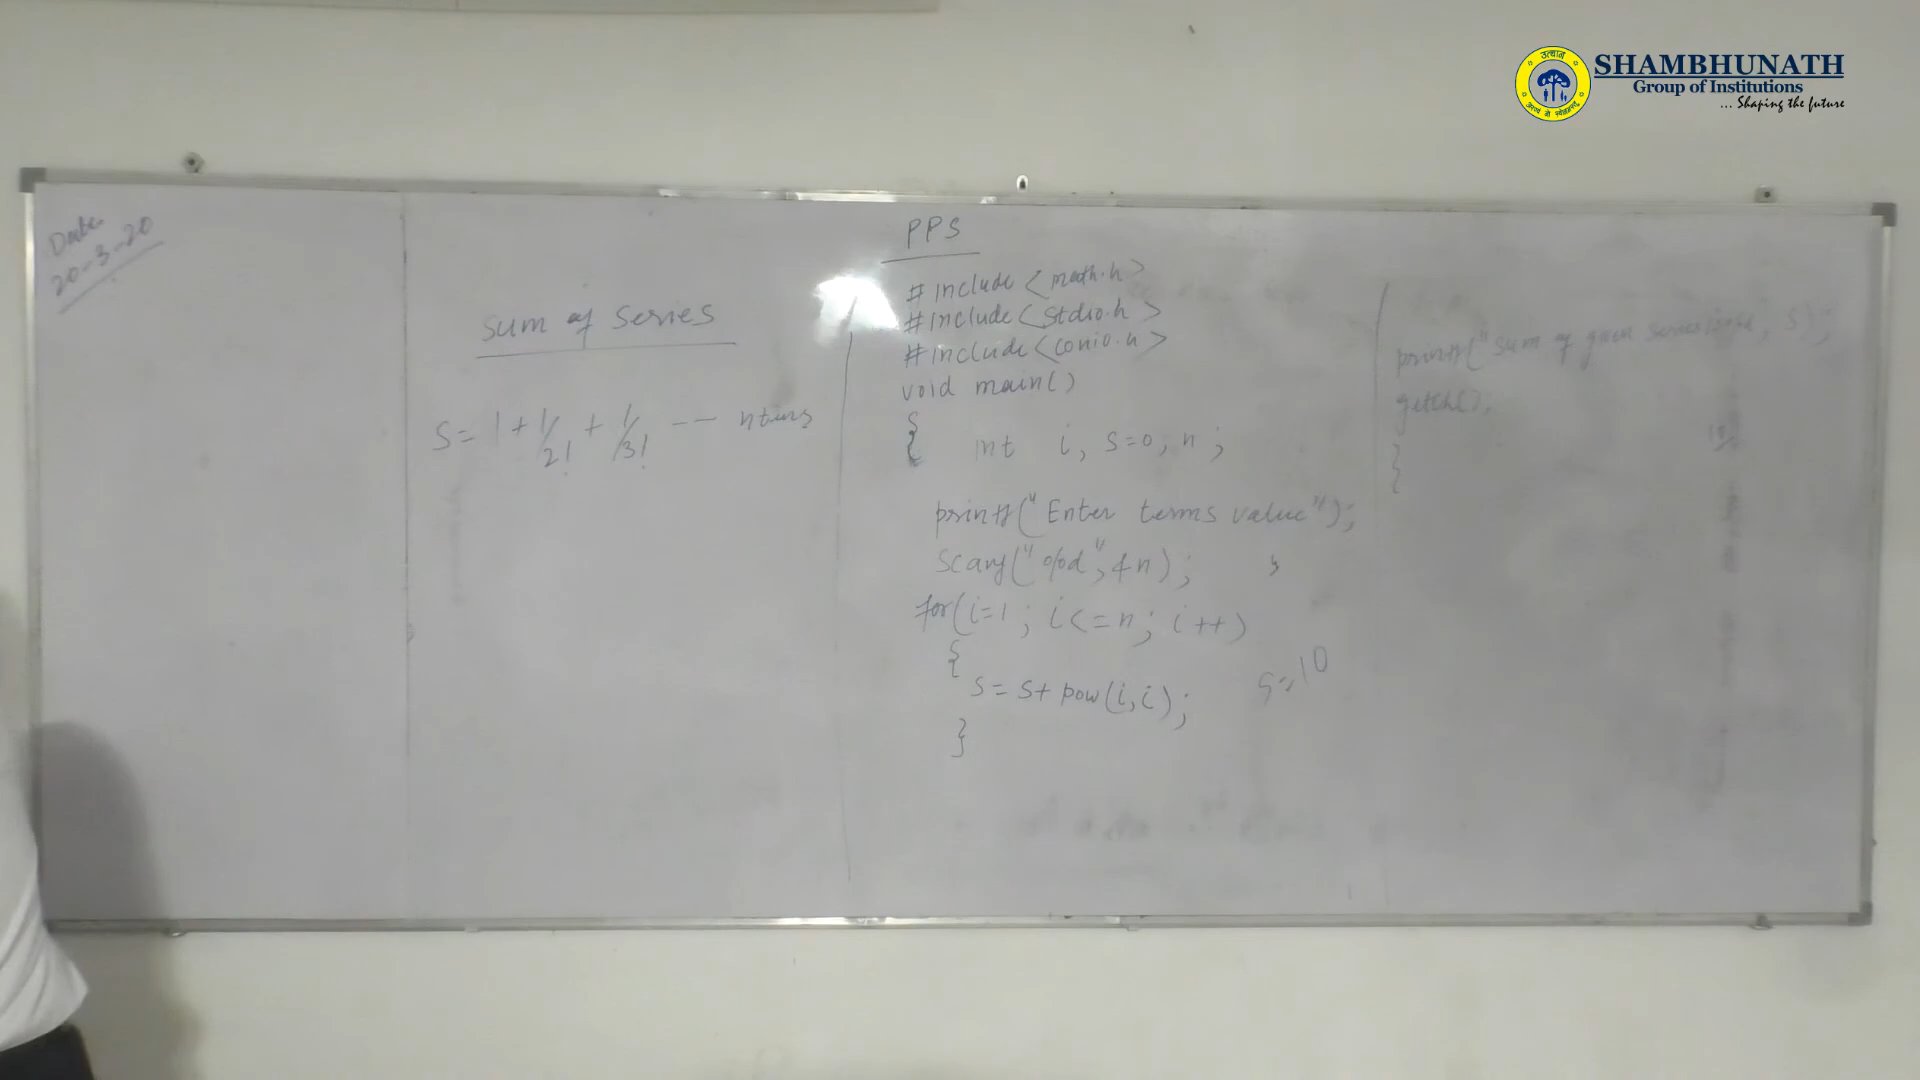 उत्थान
SHAMBHUNATH
Group of Institutions
... Shaping the future
Date
20-3-20
PPS
sum of series
S = 1 + 1/2! + 1/3! -- nterms
#include <math.h>
#include <stdio.h>
#include <conio.h>
void main()
{
int i, s=0, n;
printf("Enter terms value");
scanf("%d", &n);
for(i=1; i<=n; i++)
{
s = s+ pow(i,i);
}
s=10
printf("sum of given series , s);
getch();
}